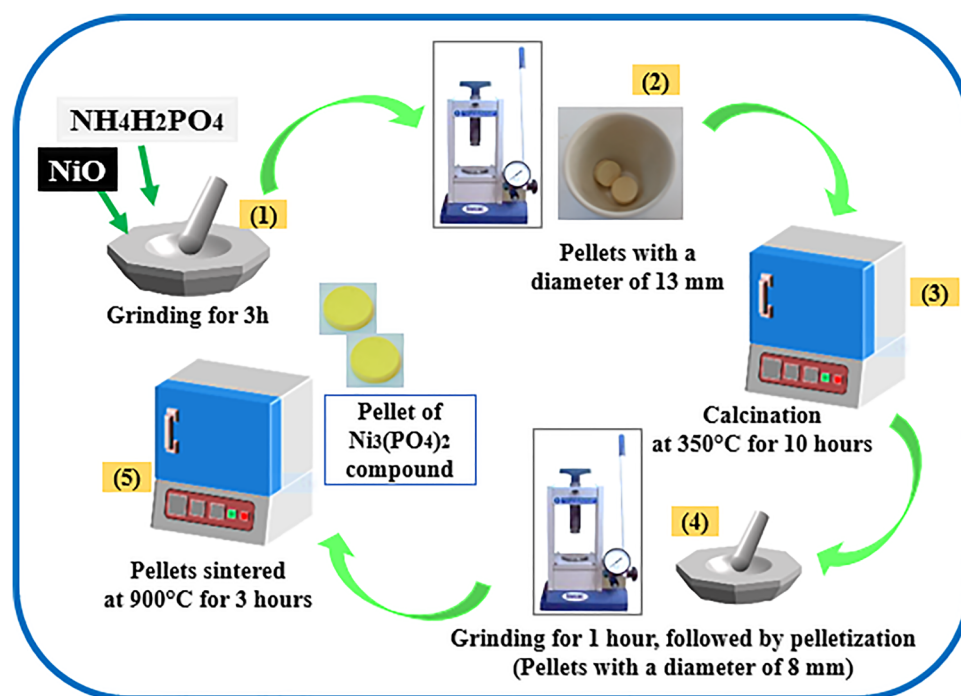 NH4H2PO4
NiO
(1)
Grinding for 3h
(2)
Pellets with a
diameter of 13 mm
(3)
Calcination
at 350°C for 10 hours
(4)
Grinding for 1 hour, followed by pelletization
(Pellets with a diameter of 8 mm)
(5)
Pellets sintered
at 900°C for 3 hours
Pellet of
Ni3(PO4)2
compound